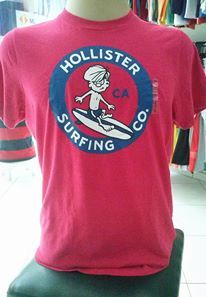 HOLLISTER
CA
SURFING CO.